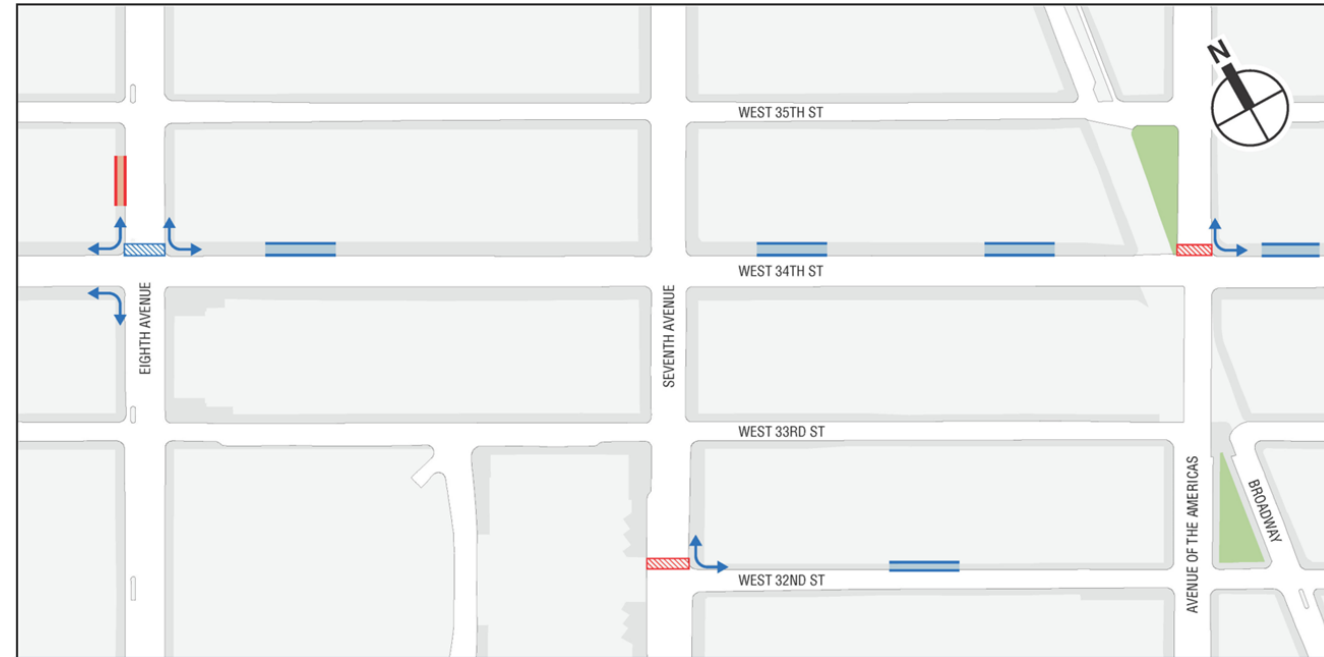 N
WEST 35TH ST
WEST 34TH ST
EIGHTH AVENUE
SEVENTH AVENUE
WEST 33RD ST
AVENUE OF THE AMERICAS
BROADWAY
WEST 32ND ST